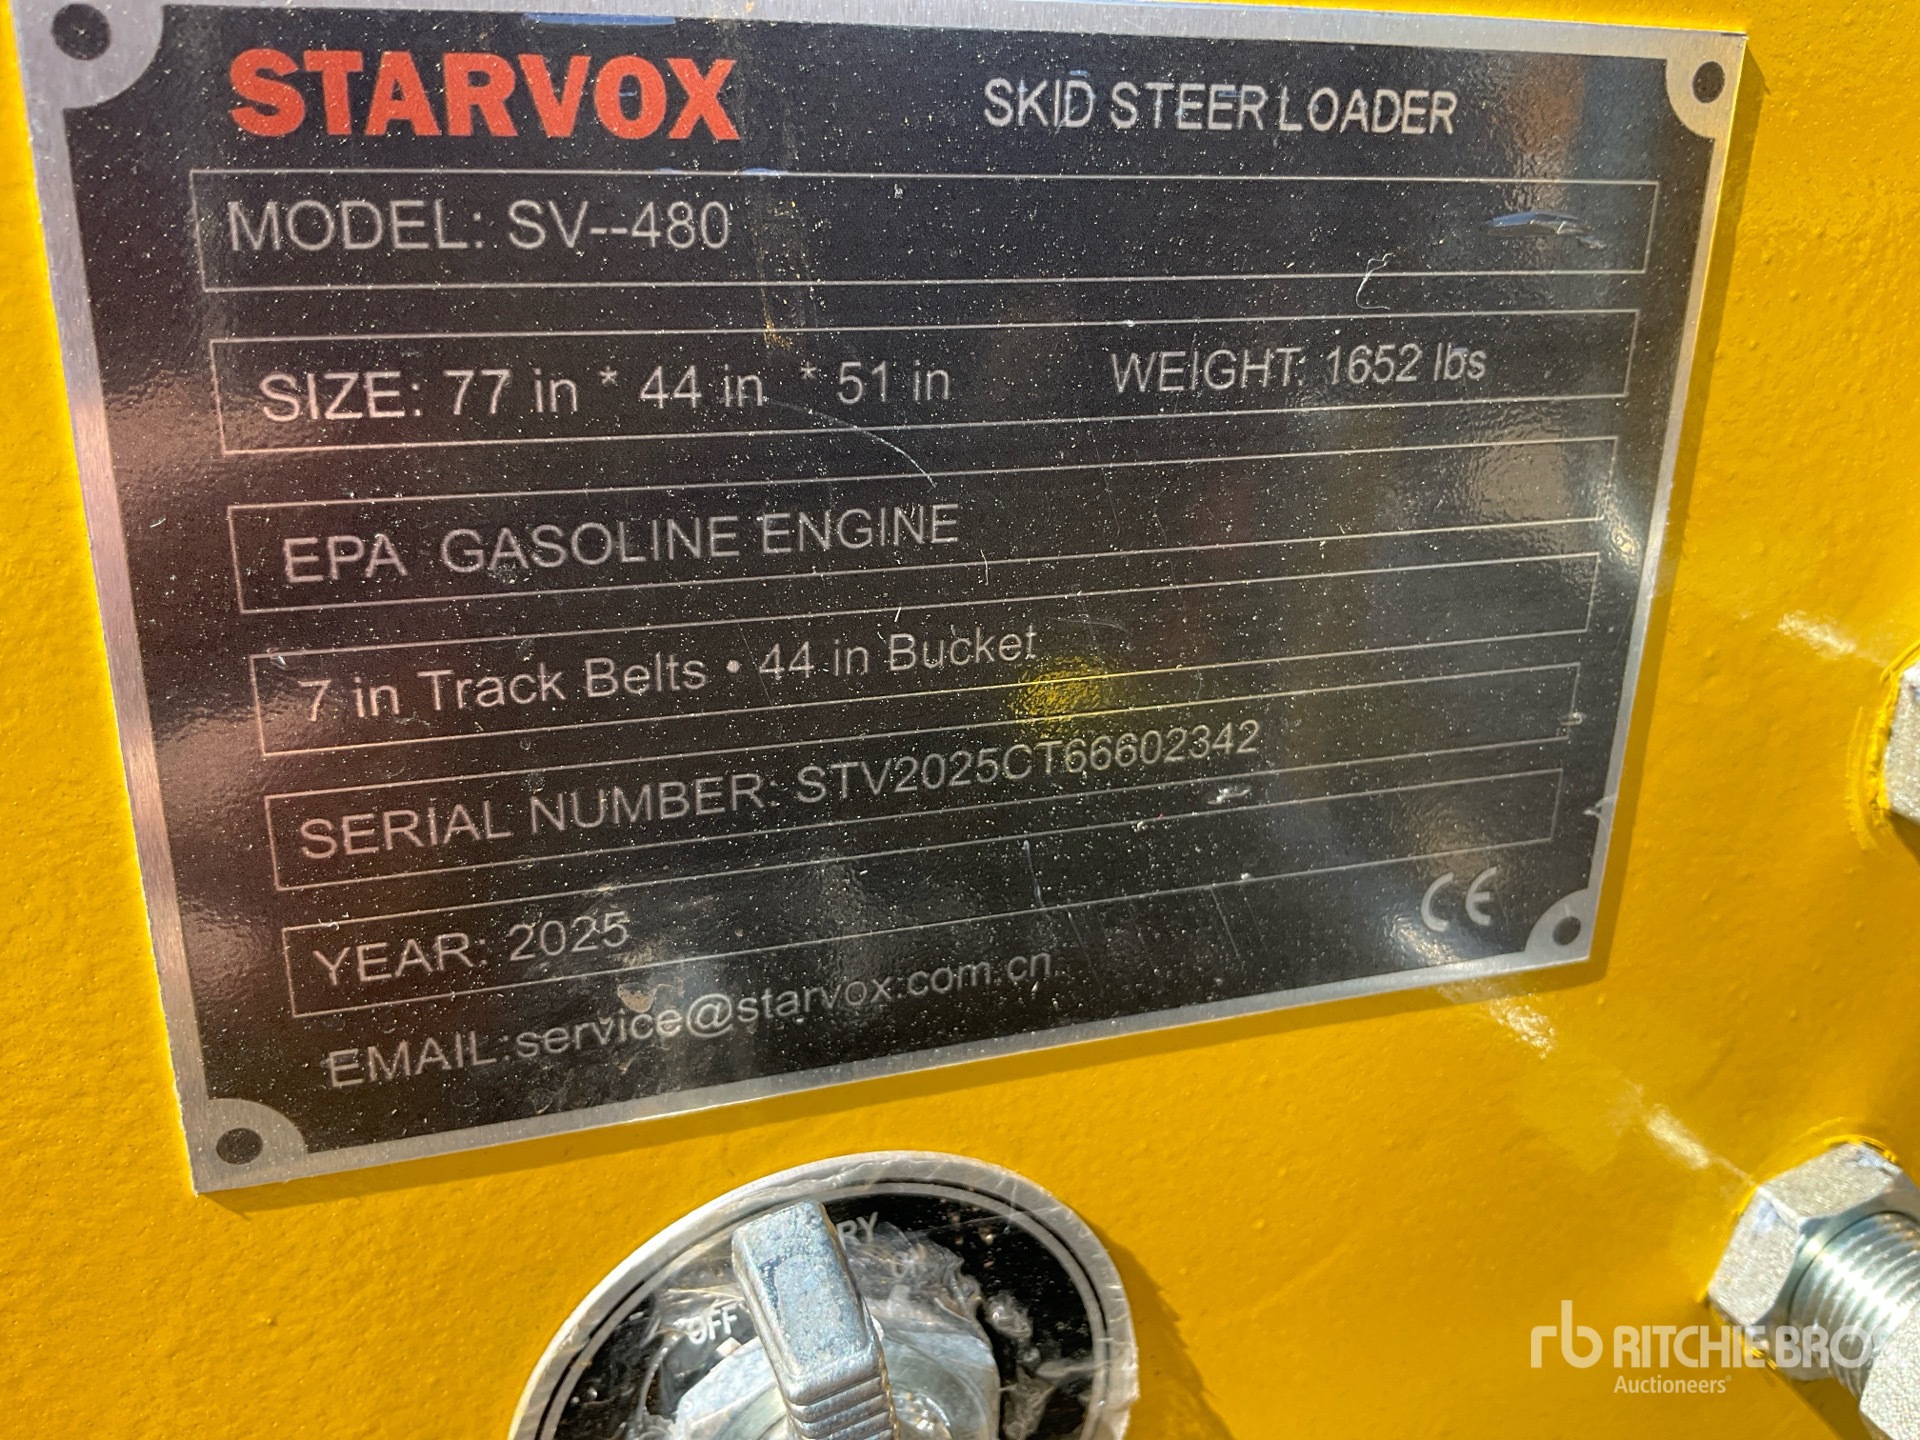 STARVOX SKID STEER LOADER
MODEL: SV--480
SIZE: 77 in * 44 in * 51 in WEIGHT: 1652 lbs
EPA GASOLINE ENGINE
7 in Track Belts • 44 in Bucket
SERIAL NUMBER: STV2025CT66602342
YEAR: 2025
CE
EMAIL:service@starvox.com.cn
OFF
rb RITCHIE BROS
Auctioneers